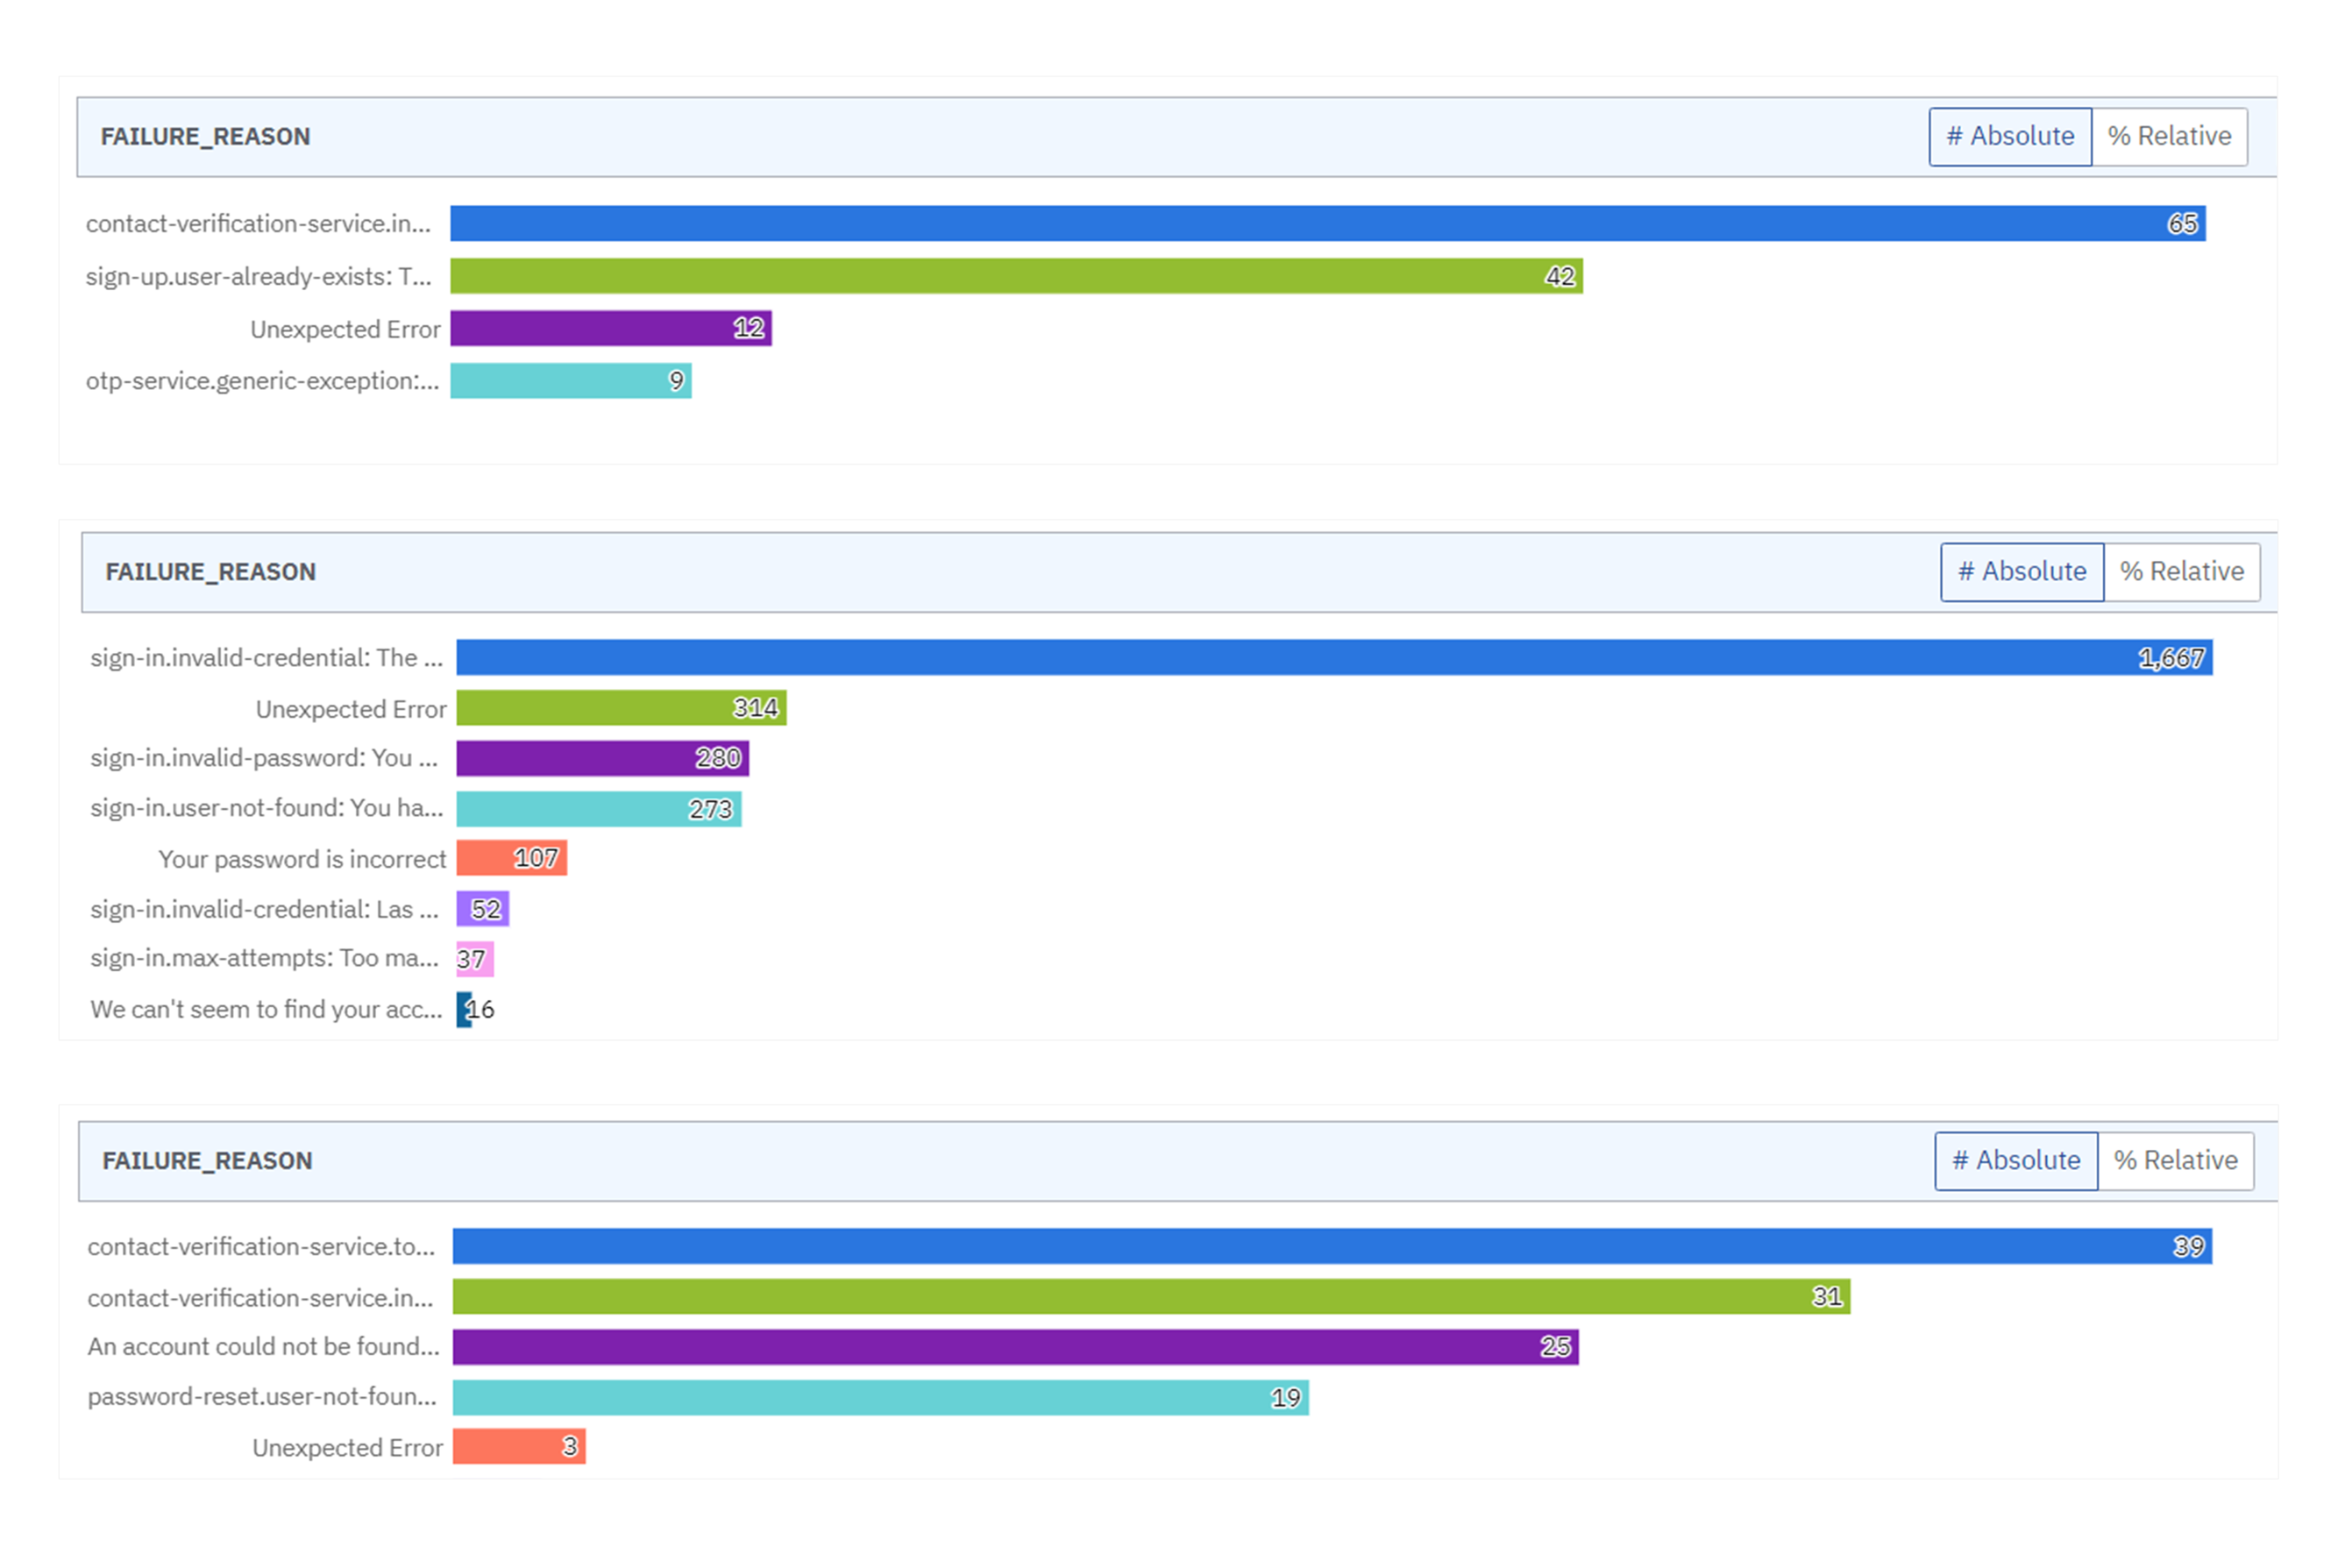 FAILURE_REASON # Absolute % Relative
contact-verification-service.in... 65
sign-up.user-already-exists: T... 42
Unexpected Error 12
otp-service.generic-exception:... 9
FAILURE_REASON # Absolute % Relative
sign-in.invalid-credential: The ... 1,667
Unexpected Error 314
sign-in.invalid-password: You ... 280
sign-in.user-not-found: You ha... 273
Your password is incorrect 107
sign-in.invalid-credential: Las ... 52
sign-in.max-attempts: Too ma... 37
We can't seem to find your acc... 16
FAILURE_REASON # Absolute % Relative
contact-verification-service.to... 39
contact-verification-service.in... 31
An account could not be found... 25
password-reset.user-not-foun... 19
Unexpected Error 3